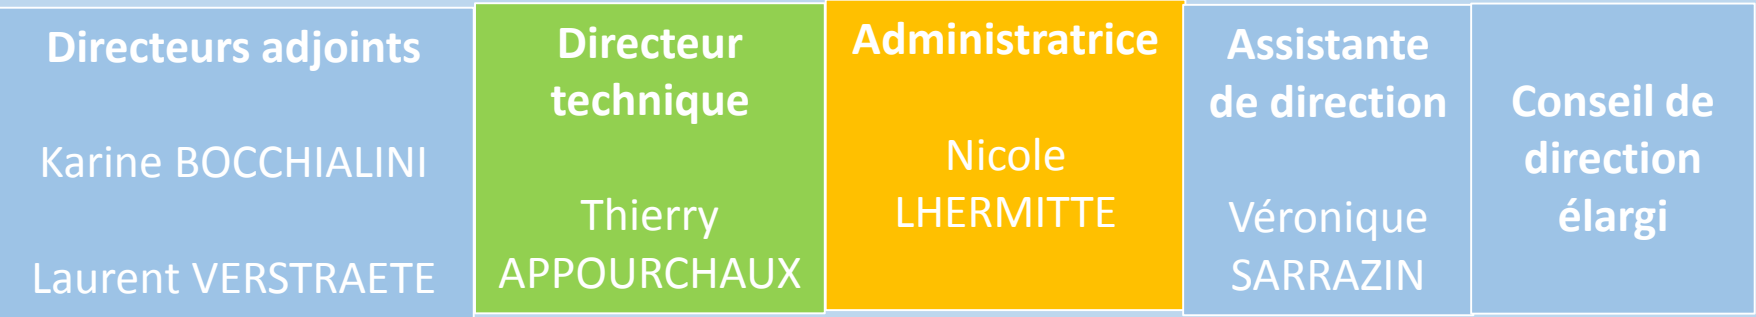 Directeurs adjoints
Karine BOCCHIALINI
Laurent VERSTRAETE
Directeur
technique
Thierry
APPOURCHAUX
Administratrice
Nicole
LHERMITTE
Assistante
de direction
Véronique
SARRAZIN
Conseil de
direction
élargi